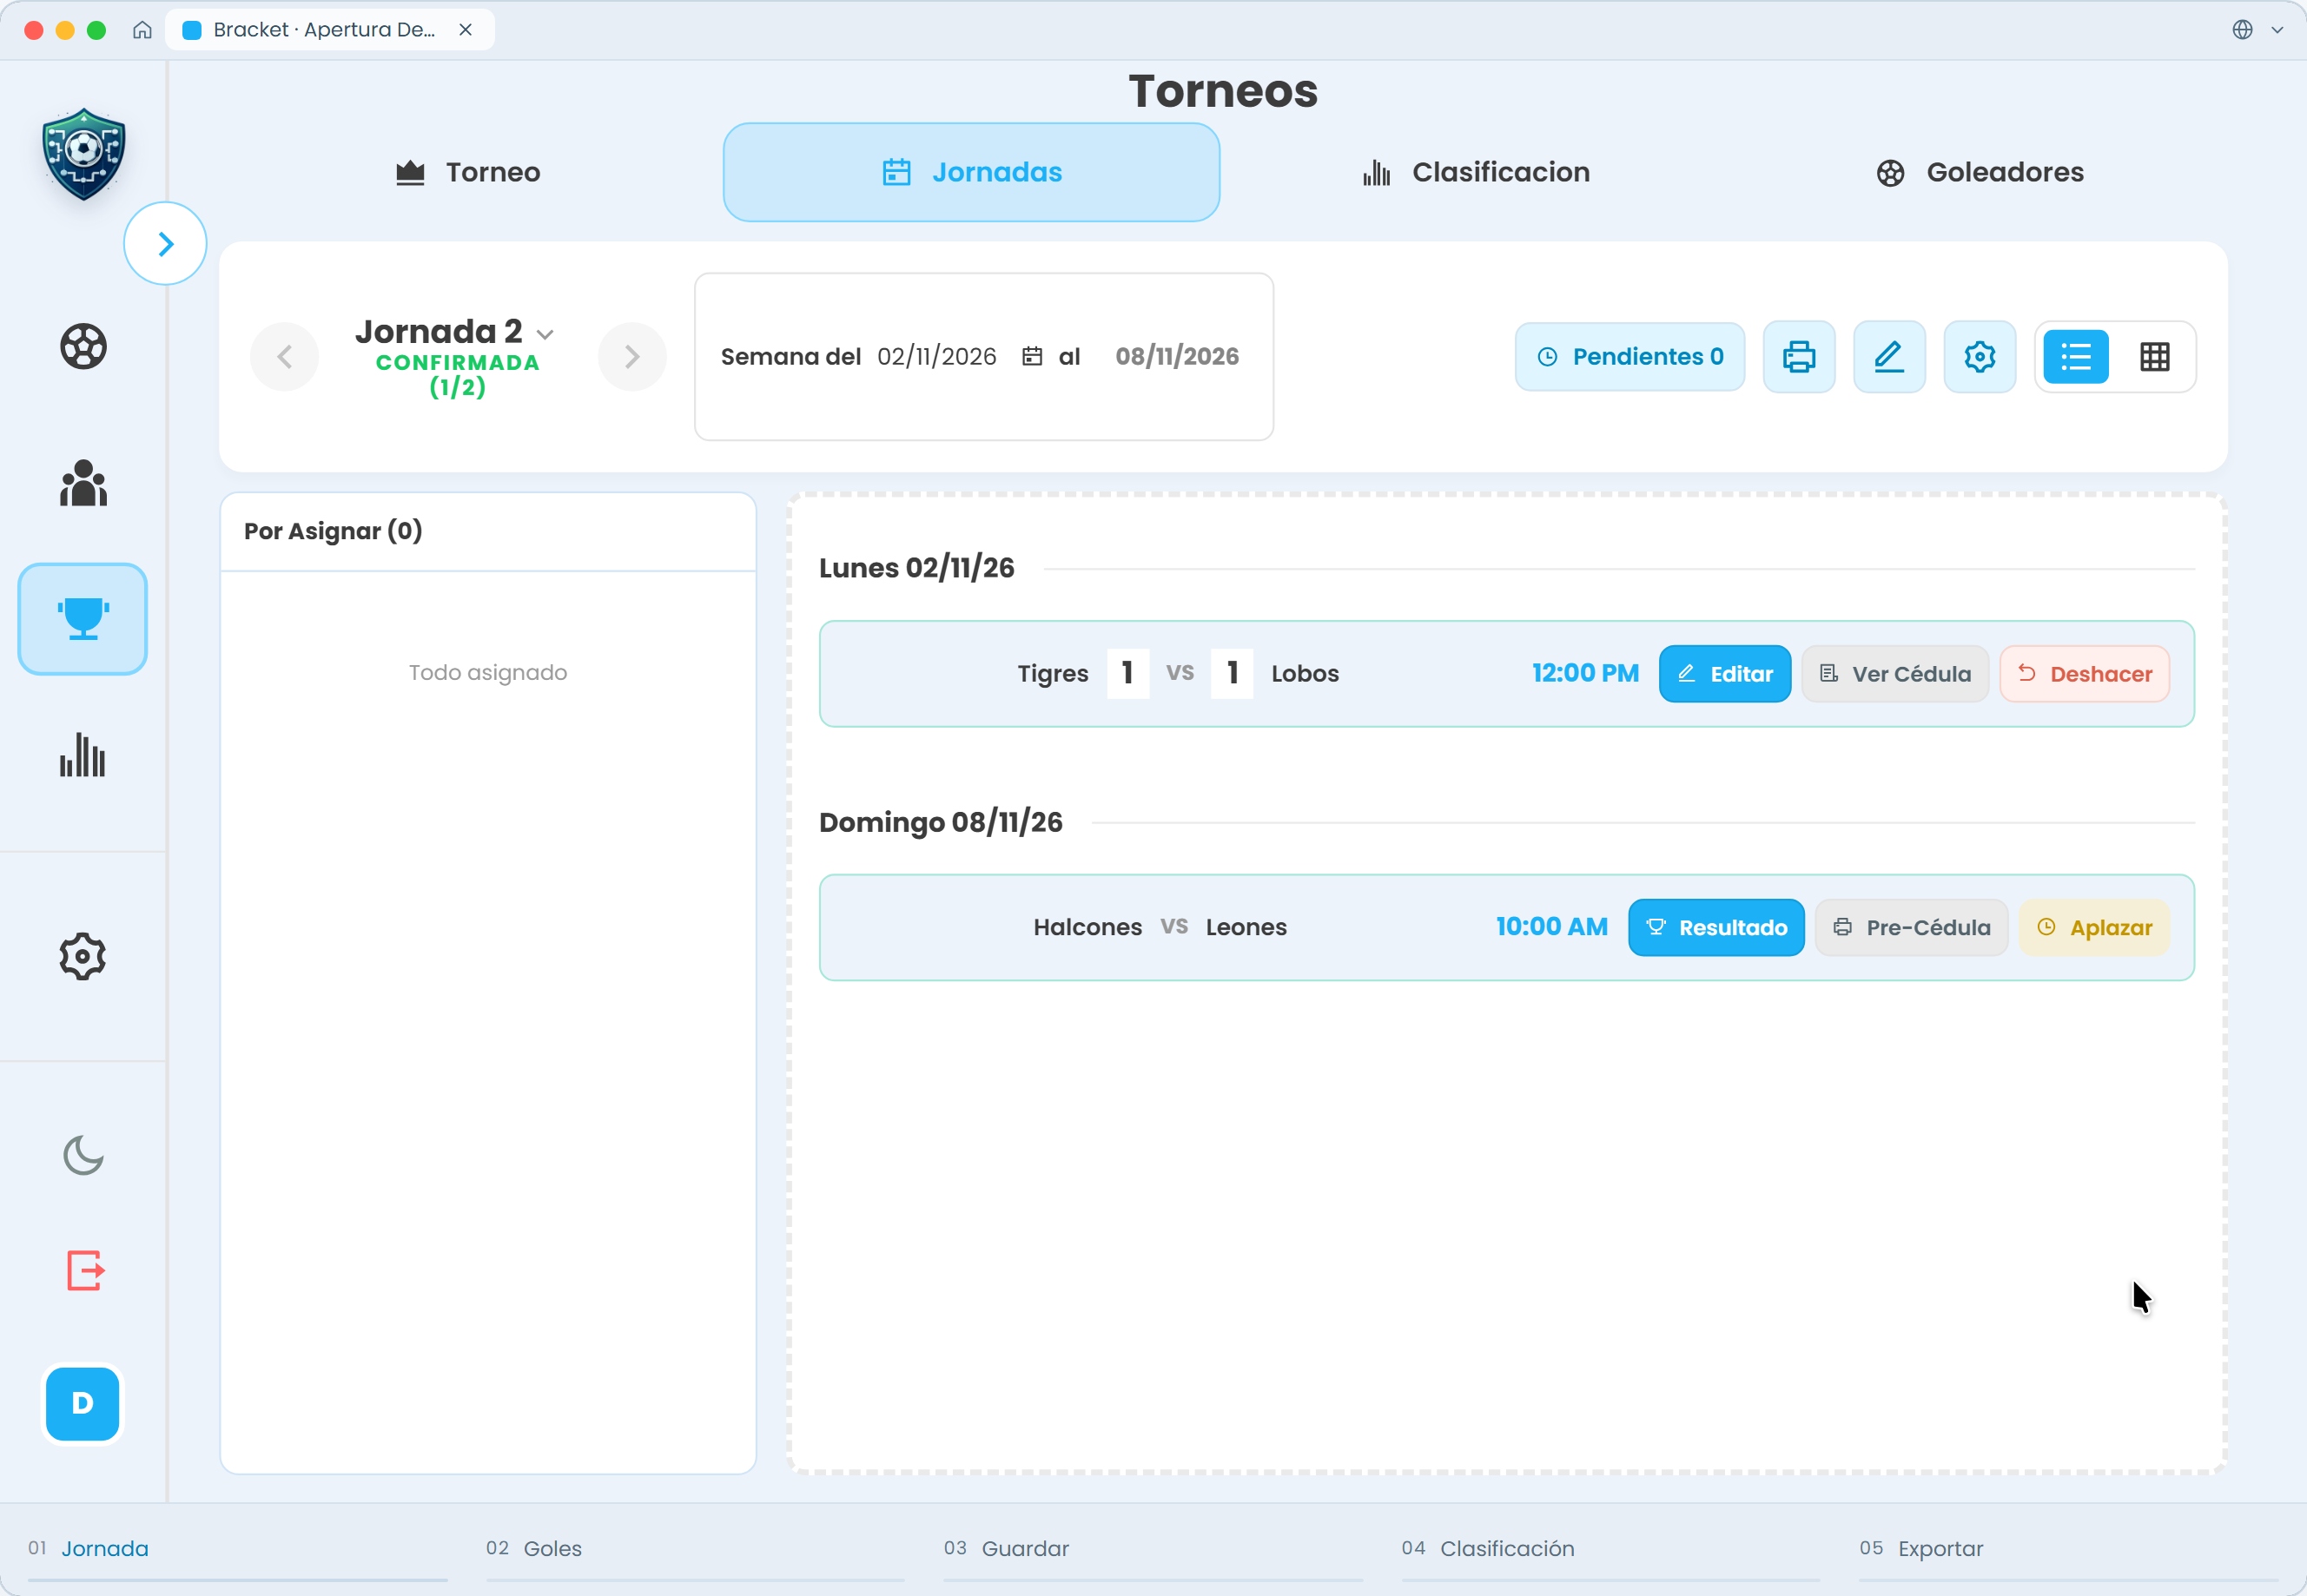 Bracket · Apertura De...
Torneos
Torneo
Jornadas
Clasificacion
Goleadores
Jornada 2
CONFIRMADA
(1/2)
Semana del 02/11/2026 al 08/11/2026
Pendientes 0
Por Asignar (0)
Todo asignado
Lunes 02/11/26
Tigres 1 VS 1 Lobos 12:00 PM Editar Ver Cédula Deshacer
Domingo 08/11/26
Halcones VS Leones 10:00 AM Resultado Pre-Cédula Aplazar
D
01 Jornada
02 Goles
03 Guardar
04 Clasificación
05 Exportar